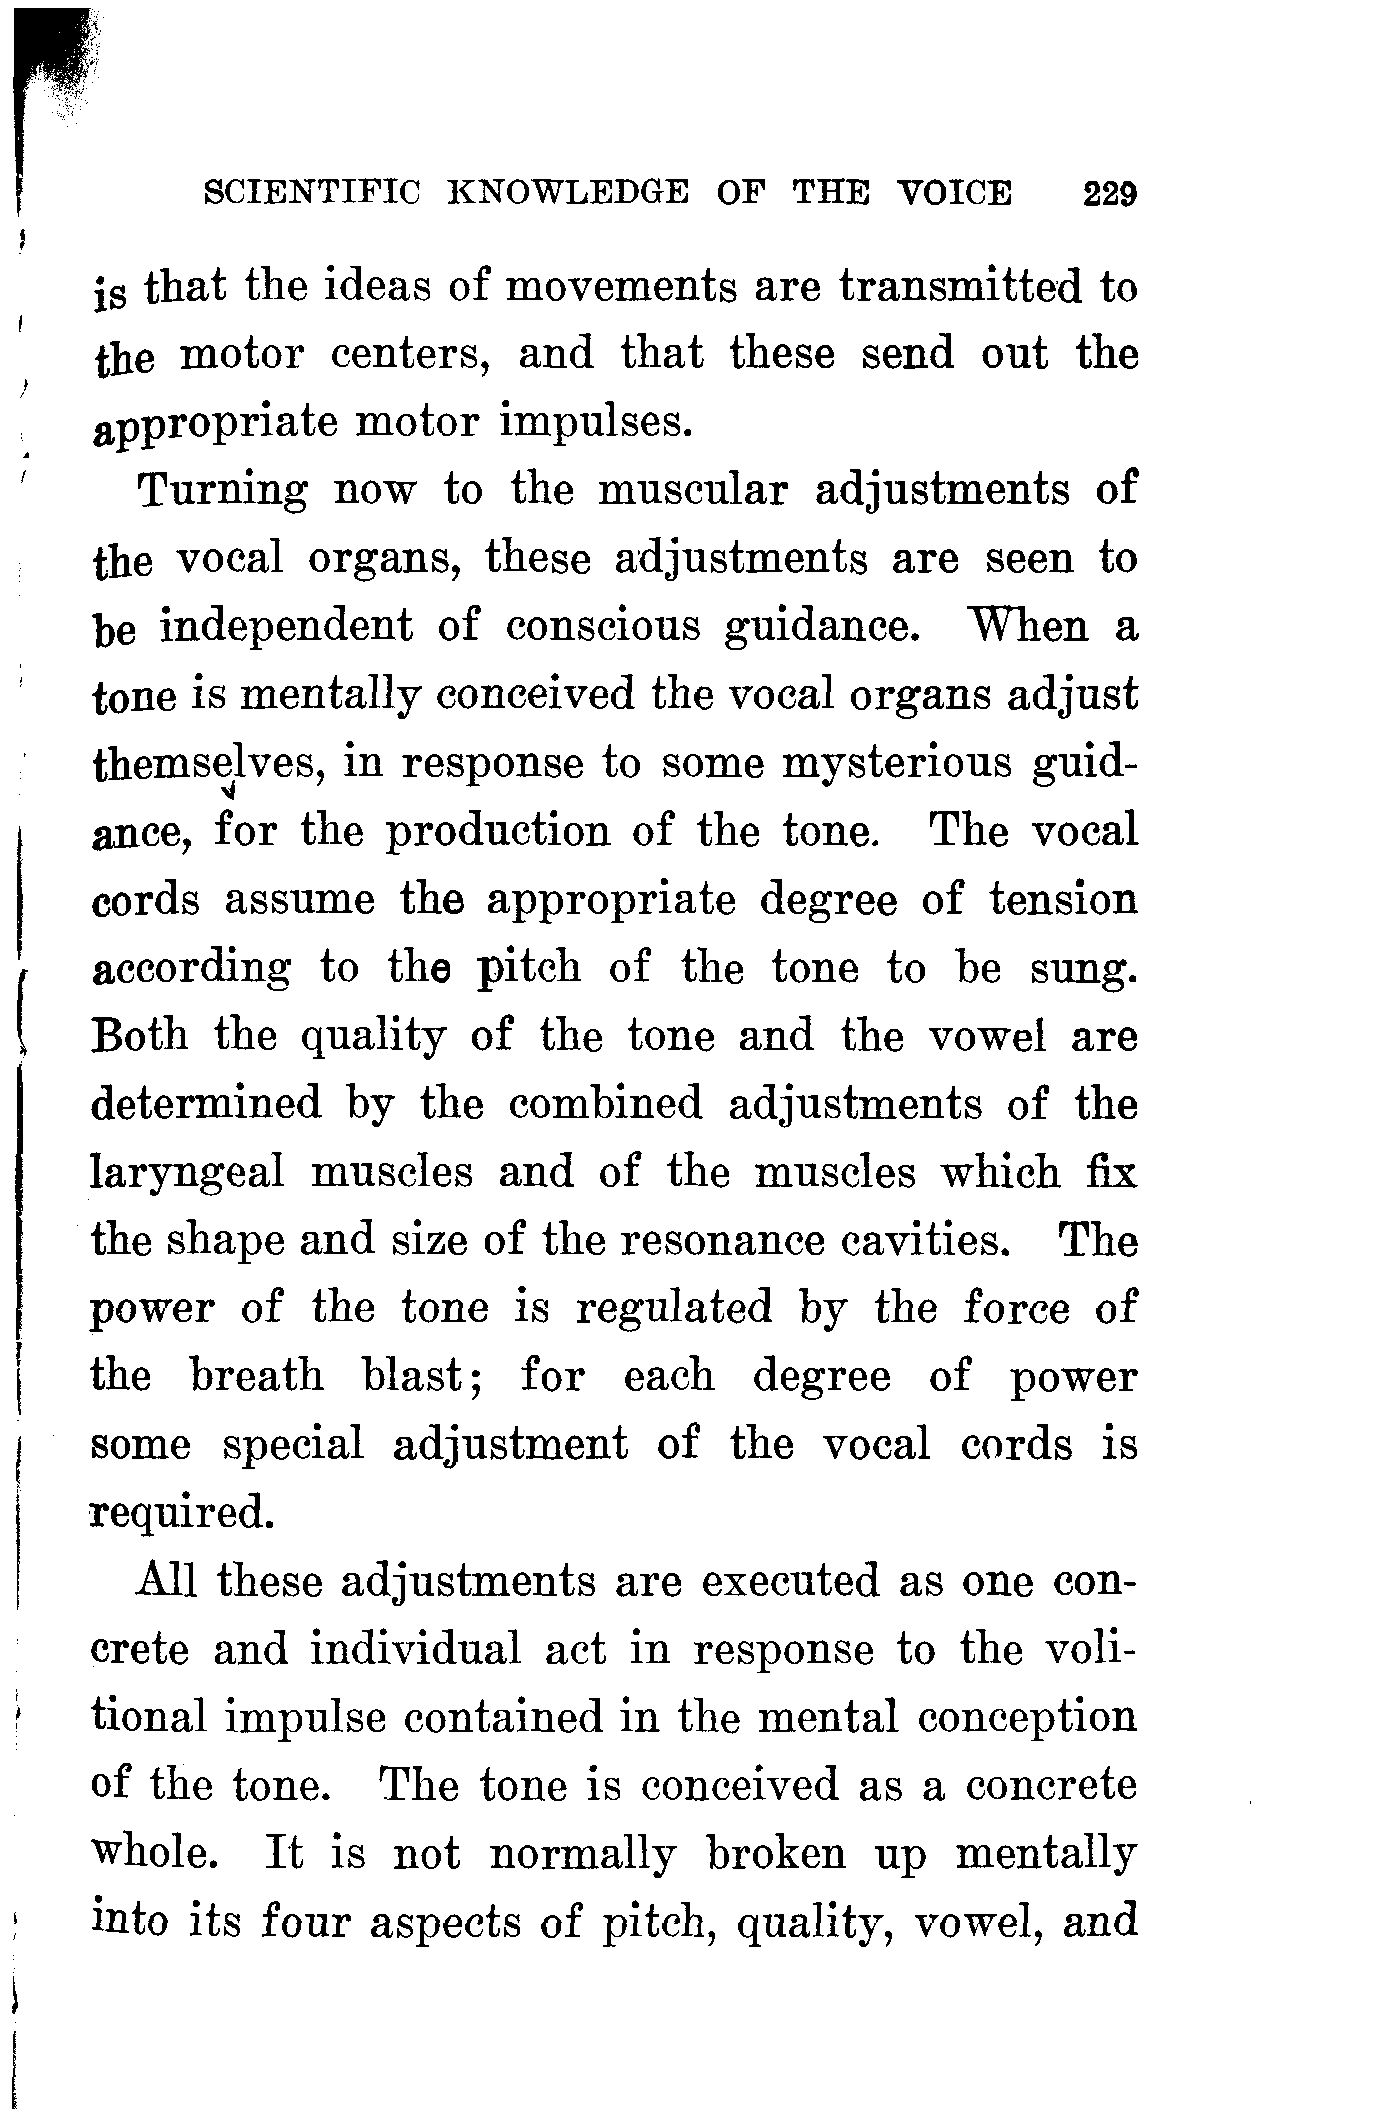 SCIENTIFIC KNOWLEDGE OF THE VOICE 229
is that the ideas of movements are transmitted to
the motor centers, and that these send out the
appropriate motor impulses.
Turning now to the muscular adjustments of
the vocal organs, these adjustments are seen to
be independent of conscious guidance. When a
tone is mentally conceived the vocal organs adjust
themselves, in response to some mysterious guid-
ance, for the production of the tone. The vocal
cords assume the appropriate degree of tension
according to the pitch of the tone to be sung.
Both the quality of the tone and the vowel are
determined by the combined adjustments of the
laryngeal muscles and of the muscles which fix
the shape and size of the resonance cavities. The
power of the tone is regulated by the force of
the breath blast; for each degree of power
some special adjustment of the vocal cords is
required.
All these adjustments are executed as one con-
crete and individual act in response to the voli-
tional impulse contained in the mental conception
of the tone. The tone is conceived as a concrete
whole. It is not normally broken up mentally
into its four aspects of pitch, quality, vowel, and